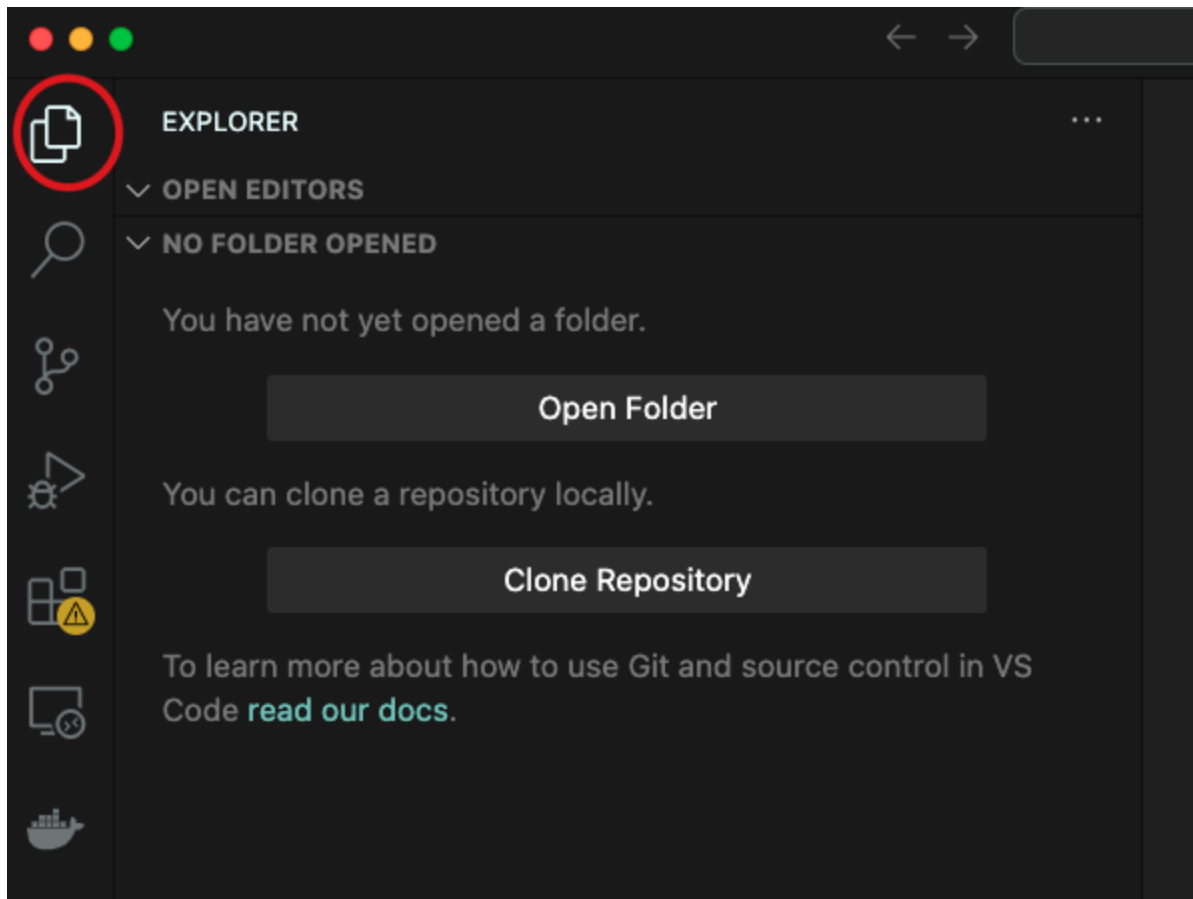 EXPLORER
OPEN EDITORS
NO FOLDER OPENED
You have not yet opened a folder.
Open Folder
You can clone a repository locally.
Clone Repository
To learn more about how to use Git and source control in VS
Code read our docs.